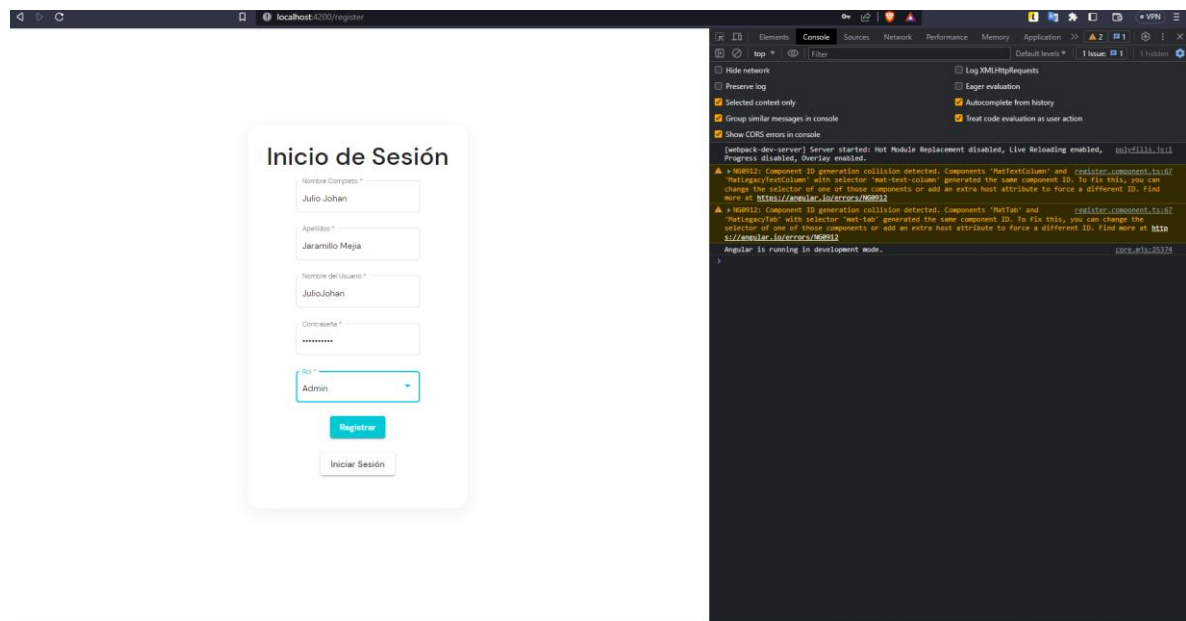 localhost:4200/register
VPN
Inicio de Sesión
Nombre Completo *
Julio Johan
Apellidos *
Jaramillo Mejia
Nombre del Usuario *
JulioJohan
Contraseña *
••••••••••
Rol *
Admin
Registrar
Iniciar Sesión
Elements Console Sources Network Performance Memory Application 2 1
top Filter Default levels 1 Issue: 1 1 hidden
Hide network
Log XMLHttpRequests
Preserve log
Eager evaluation
Selected context only
Autocomplete from history
Group similar messages in console
Treat code evaluation as user action
Show CORS errors in console
[webpack-dev-server] Server started: Hot Module Replacement disabled, Live Reloading enabled, polyfills.js:1
Progress disabled, Overlay enabled.
NG0912: Component ID generation collision detected. Components 'MatTextColumn' and register.component.ts:67
'MatLegacyTextColumn' with selector 'mat-text-column' generated the same component ID. To fix this, you can
change the selector of one of those components or add an extra host attribute to force a different ID. Find
more at https://angular.io/errors/NG0912
NG0912: Component ID generation collision detected. Components 'MatTab' and register.component.ts:67
'MatLegacyTab' with selector 'mat-tab' generated the same component ID. To fix this, you can change the
selector of one of those components or add an extra host attribute to force a different ID. Find more at http
s://angular.io/errors/NG0912
Angular is running in development mode. core.mjs:25374